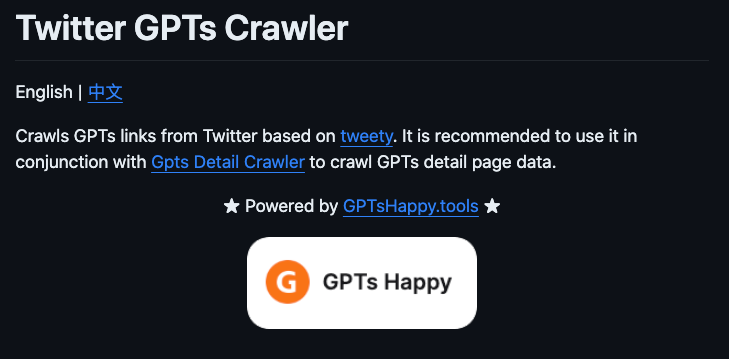 Twitter GPTs Crawler
English | 中文
Crawls GPTs links from Twitter based on tweety. It is recommended to use it in
conjunction with Gpts Detail Crawler to crawl GPTs detail page data.
★ Powered by GPTsHappy.tools ★
G GPTs Happy